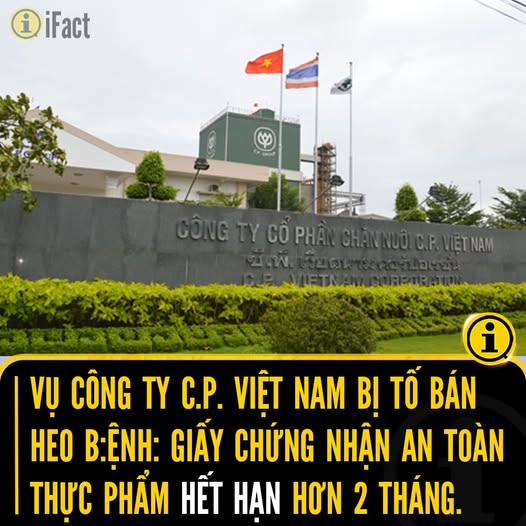 iFact
C.P. GROUP
CÔNG TY CỔ PHẦN CHĂN NUÔI C.P. VIỆT NAM
C.P. VIETNAM CORPORATION
VỤ CÔNG TY C.P. VIỆT NAM BỊ TỐ BÁN
HEO B:ỆNH: GIẤY CHỨNG NHẬN AN TOÀN
THỰC PHẨM HẾT HẠN HƠN 2 THÁNG.